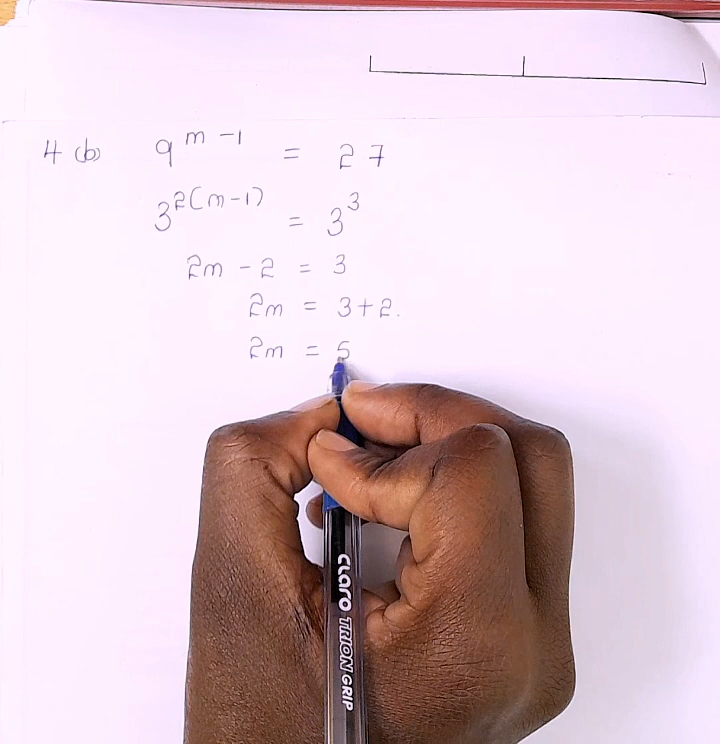 4 (b) 9^{m-1} = 27
3^{2(m-1)} = 3^3
2m - 2 = 3
2m = 3+2.
2m = 5
CLARO TRION GRIP